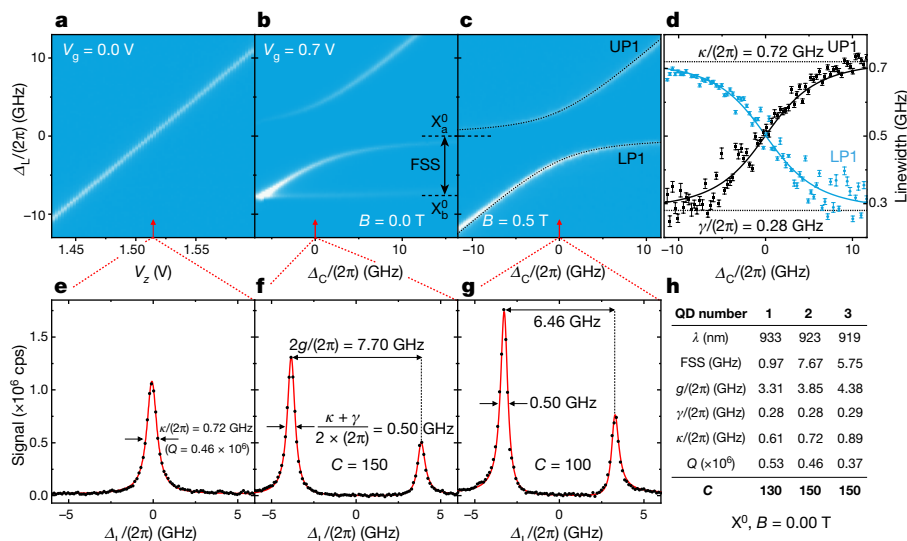 a
V_g = 0.0 V
Δ_L/(2π) (GHz)
10
0
−10
1.45
1.50
1.55
V_z (V)
b
V_g = 0.7 V
X_a^0
FSS
X_b^0
B = 0.0 T
0
10
Δ_C/(2π) (GHz)
c
UP1
LP1
B = 0.5 T
−10
0
10
Δ_C/(2π) (GHz)
d
UP1
κ/(2π) = 0.72 GHz
LP1
γ/(2π) = 0.28 GHz
0.7
0.5
0.3
Linewidth (GHz)
−10
0
10
Δ_C/(2π) (GHz)
e
Signal (×10^6 cps)
1.5
1.0
0.5
0.0
κ/(2π) = 0.72 GHz
(Q = 0.46 × 10^6)
−5
0
5
Δ_L/(2π) (GHz)
f
2g/(2π) = 7.70 GHz
κ + γ
2 × (2π)
= 0.50 GHz
C = 150
−5
0
5
Δ_L/(2π) (GHz)
g
6.46 GHz
0.50 GHz
C = 100
−5
0
5
Δ_L/(2π) (GHz)
h
QD number 1 2 3
λ (nm) 933 923 919
FSS (GHz) 0.97 7.67 5.75
g/(2π) (GHz) 3.31 3.85 4.38
γ/(2π) (GHz) 0.28 0.28 0.29
κ/(2π) (GHz) 0.61 0.72 0.89
Q (×10^6) 0.53 0.46 0.37
C 130 150 150
X^0, B = 0.00 T